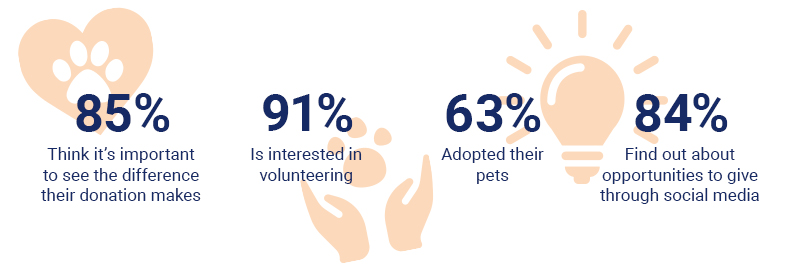 85%
Think it's important
to see the difference
their donation makes
91%
Is interested in
volunteering
63%
Adopted their
pets
84%
Find out about
opportunities to give
through social media